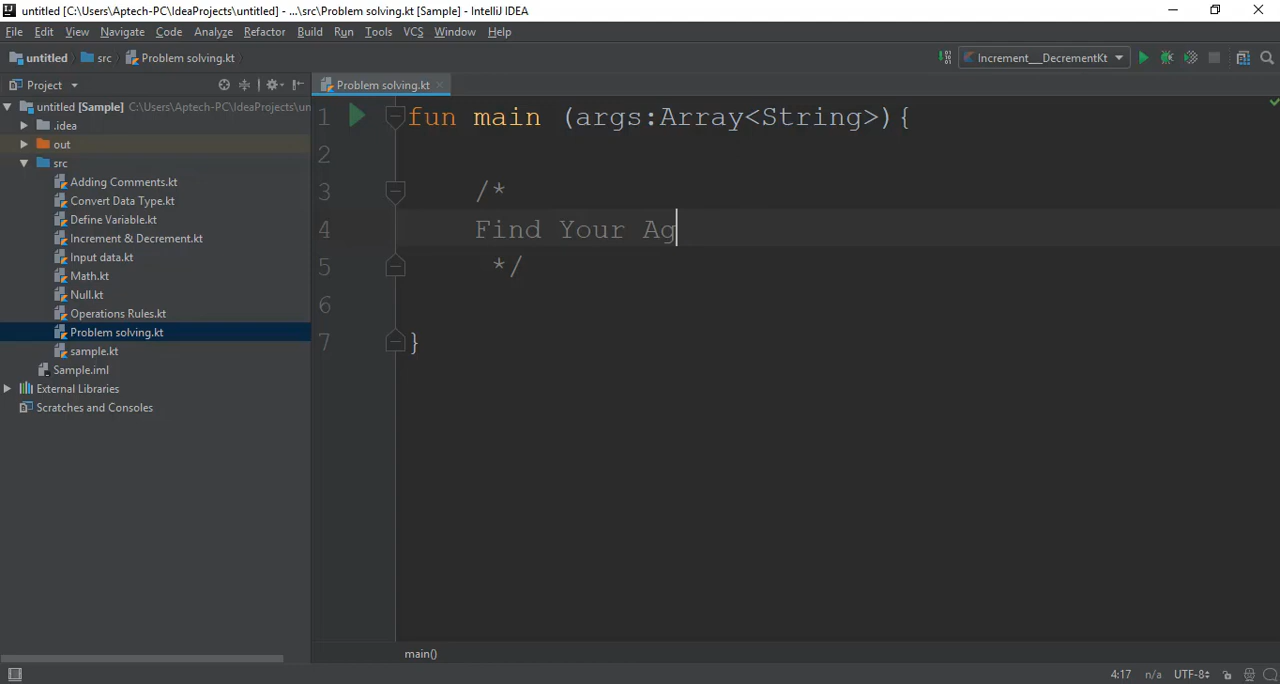 untitled [C:\Users\Aptech-PC\IdeaProjects\untitled] - ...\src\Problem solving.kt [Sample] - IntelliJ IDEA
File Edit View Navigate Code Analyze Refactor Build Run Tools VCS Window Help
untitled src Problem solving.kt Increment__DecrementKt
Project Problem solving.kt
untitled [Sample] C:\Users\Aptech-PC\IdeaProjects\un
.idea
out
src
Adding Comments.kt
Convert Data Type.kt
Define Variable.kt
Increment & Decrement.kt
Input data.kt
Math.kt
Null.kt
Operations Rules.kt
Problem solving.kt
sample.kt
Sample.iml
External Libraries
Scratches and Consoles
1 fun main (args:Array<String>){
2
3 /*
4 Find Your Ag
5 */
6
7 }
main()
4:17 n/a UTF-8